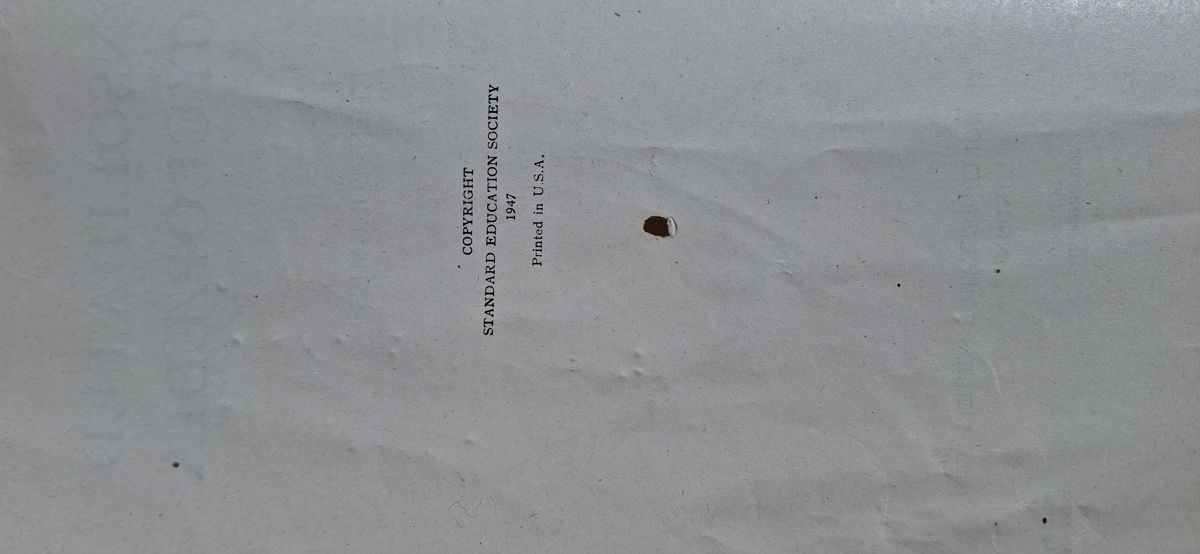 COPYRIGHT
STANDARD EDUCATION SOCIETY
1947
Printed in U.S.A.